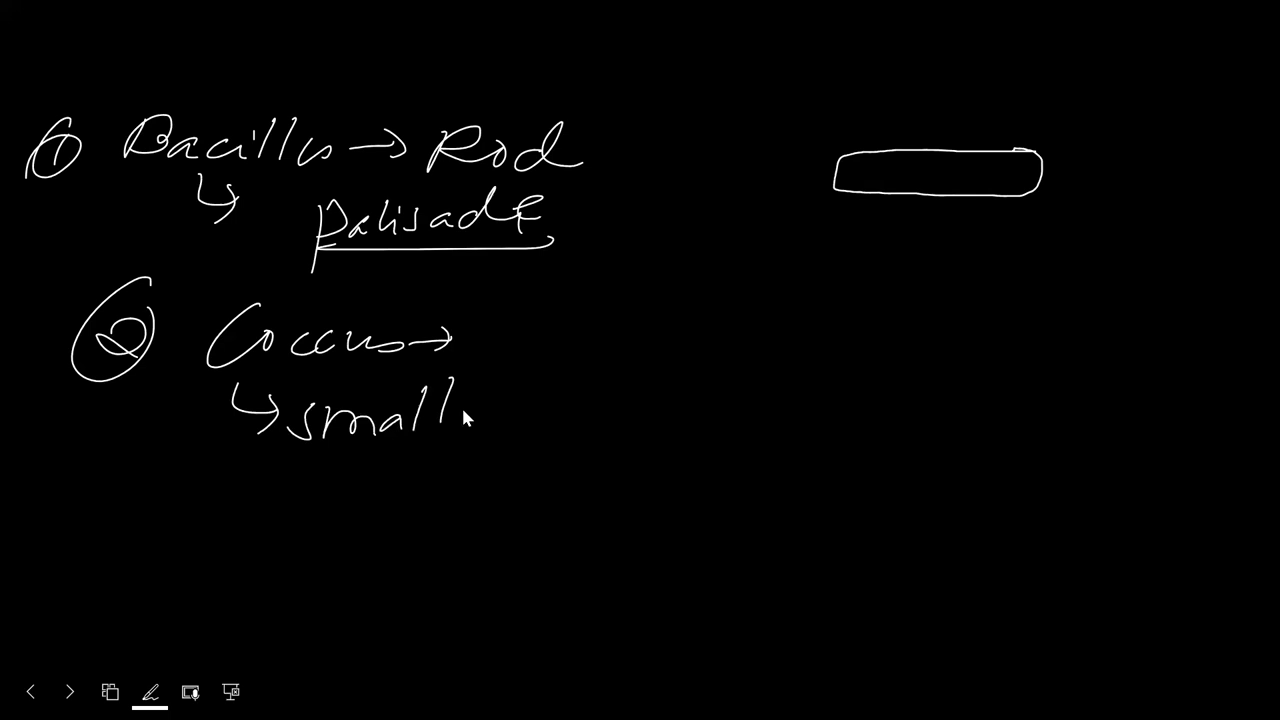 ① Bacillus → Rod
↳ palisade
② Coccus →
↳ small